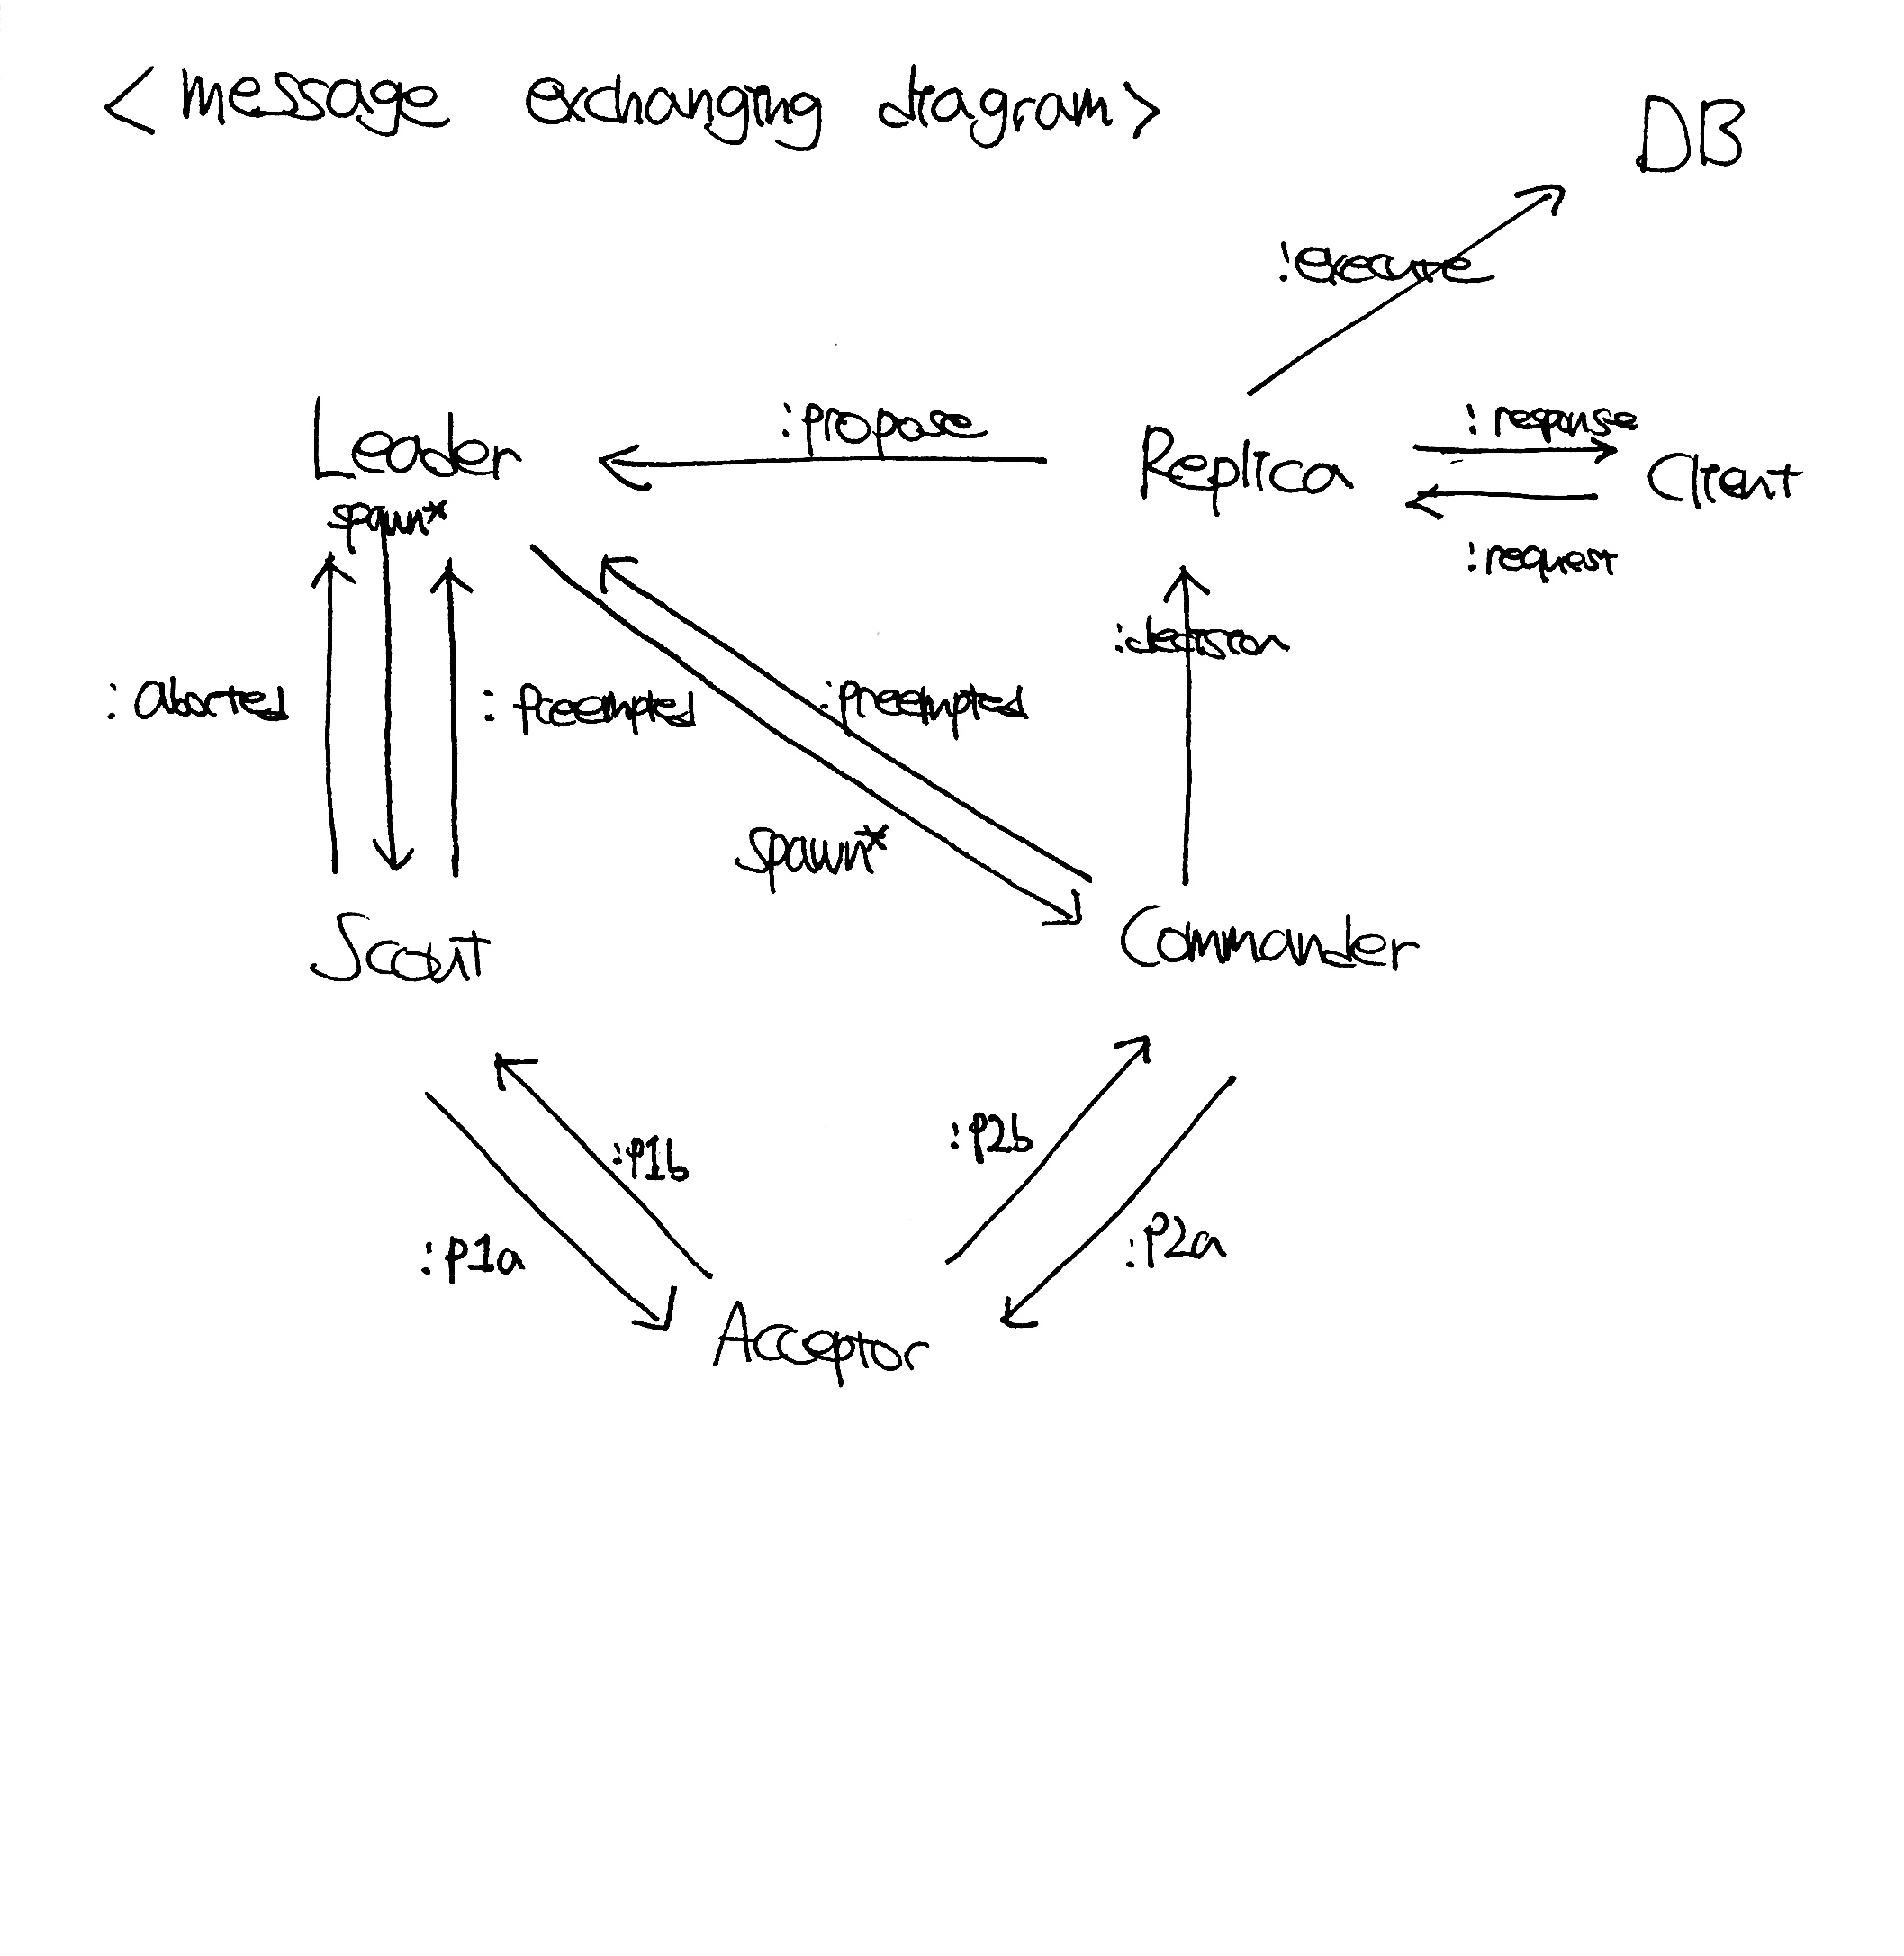 <message exchanging diagram>
DB
:execute
Leader
:propose
Replica
:response
Client
:request
spawn*
:decision
:aborted
:Preempted
:preempted
spawn*
Scout
Commander
:p1b
:p2b
:p1a
:p2a
Acceptor